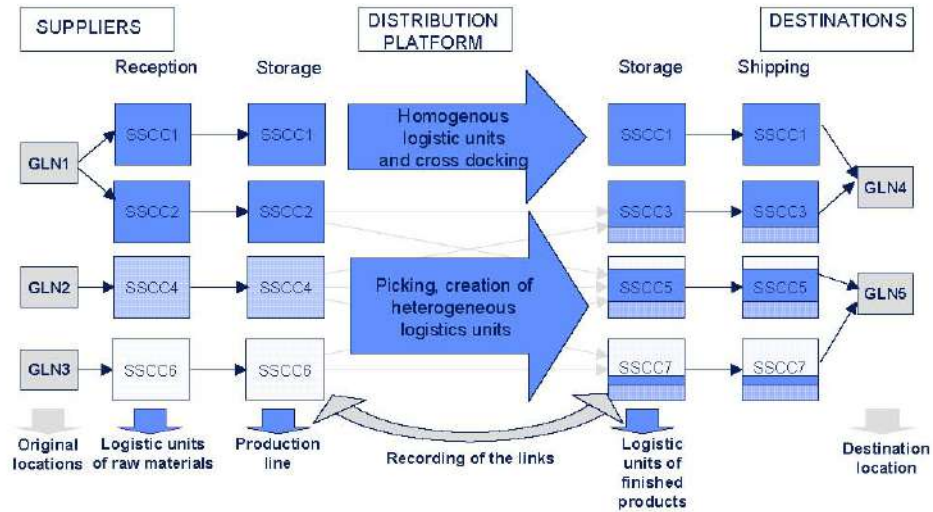 SUPPLIERS
DISTRIBUTION
PLATFORM
DESTINATIONS
Reception
Storage
Storage
Shipping
Homogenous
logistic units
and cross docking
SSCC1
SSCC1
SSCC1
SSCC1
GLN1
GLN4
SSCC2
SSCC2
SSCC3
SSCC3
GLN2
SSCC4
SSCC4
Picking, creation of
heterogeneous
logistics units
SSCC5
SSCC5
GLN5
GLN3
SSCC6
SSCC6
SSCC7
SSCC7
Original
locations
Logistic units
of raw materials
Production
line
Recording of the links
Logistic
units of
finished
products
Destination
location